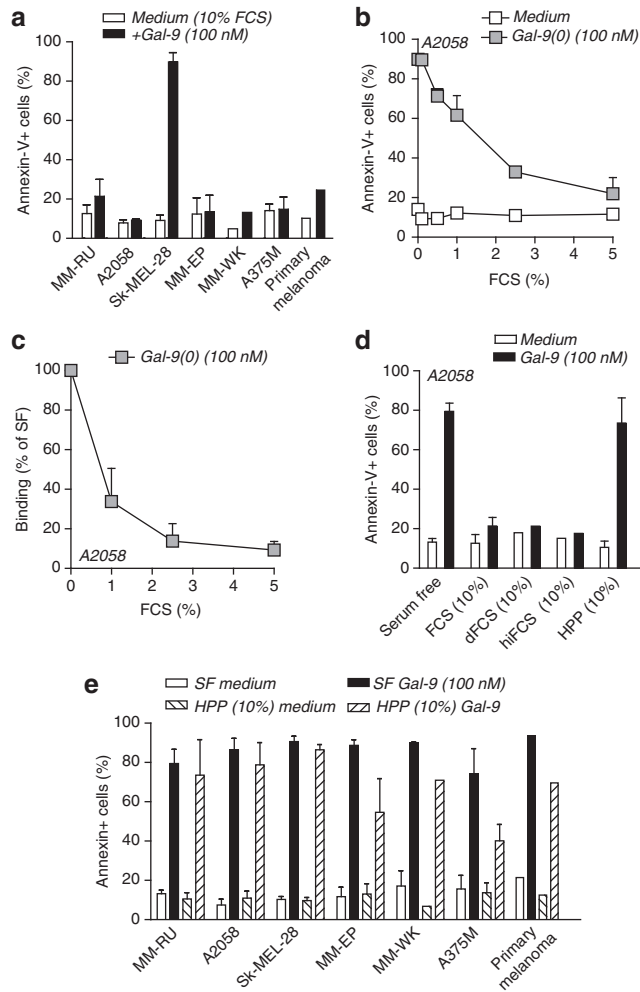 a
Medium (10% FCS)
+Gal-9 (100 nM)
Annexin-V+ cells (%)
100
80
60
40
20
0
MM-RU
A2058
Sk-MEL-28
MM-EP
MM-WK
A375M
Primary
melanoma
b
Medium
Gal-9(0) (100 nM)
A2058
Annexin-V+ cells (%)
100
80
60
40
20
0
0 1 2 3 4 5
FCS (%)
c
Gal-9(0) (100 nM)
Binding (% of SF)
100
80
60
40
20
0
A2058
0 1 2 3 4 5
FCS (%)
d
Medium
Gal-9 (100 nM)
A2058
Annexin-V+ cells (%)
100
80
60
40
20
0
Serum free
FCS (10%)
dFCS (10%)
hiFCS (10%)
HPP (10%)
e
SF medium
SF Gal-9 (100 nM)
HPP (10%) medium
HPP (10%) Gal-9
Annexin+ cells (%)
100
80
60
40
20
0
MM-RU
A2058
Sk-MEL-28
MM-EP
MM-WK
A375M
Primary
melanoma